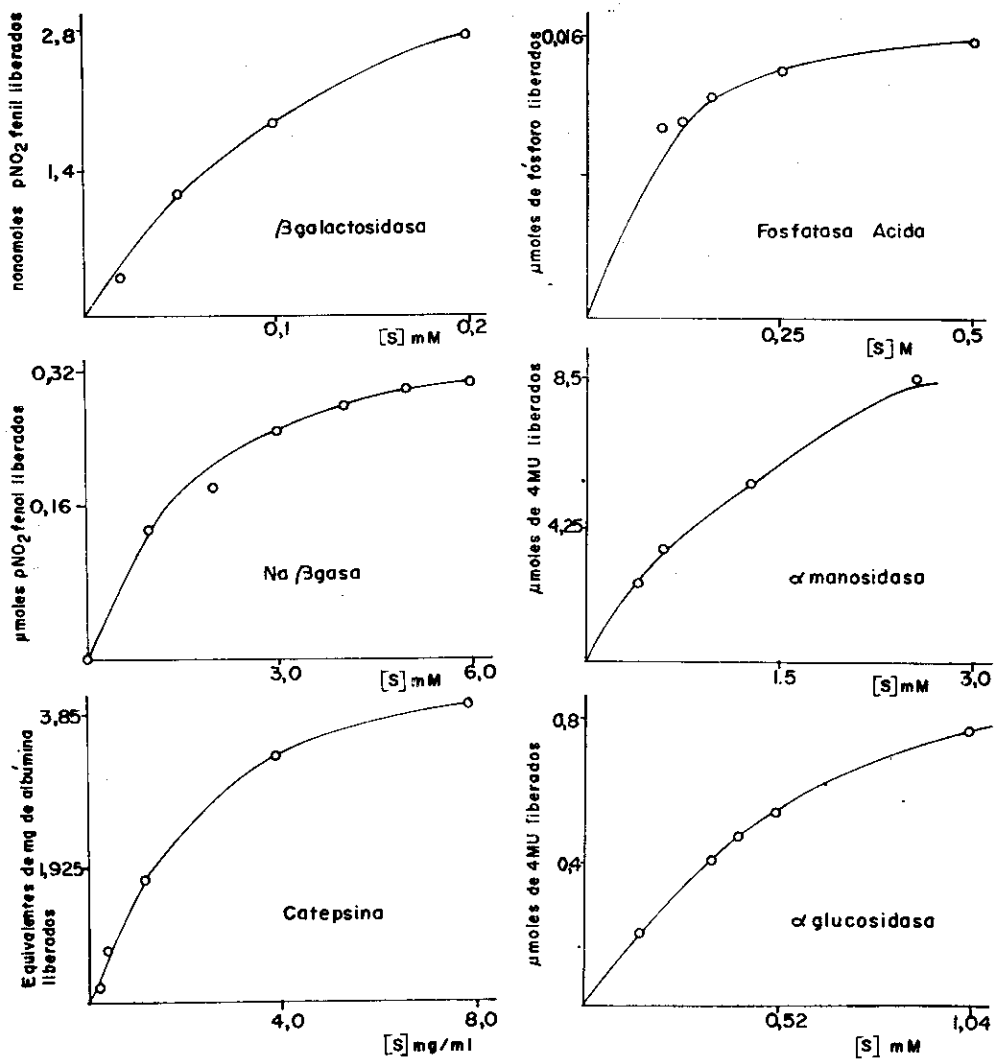 nonomoles pNO₂ fenil liberados
2,8
1,4
βgalactosidasa
0,1
0,2
[S] mM
μmoles de fósforo liberados
0,016
Fosfatasa Acida
0,25
0,5
[S] M
μmoles pNO₂ fenol liberados
0,32
0,16
Na βgasa
3,0
6,0
[S] mM
μmoles de 4MU liberados
8,5
4,25
α manosidasa
1.5
3,0
[S] mM
Equivalentes de mg de albúmina
liberados
3,85
1,925
Catepsina
4,0
8,0
[S] mg/ml
μmoles de 4MU liberados
0,8
0,4
α glucosidasa
0,52
1,04
[S] mM